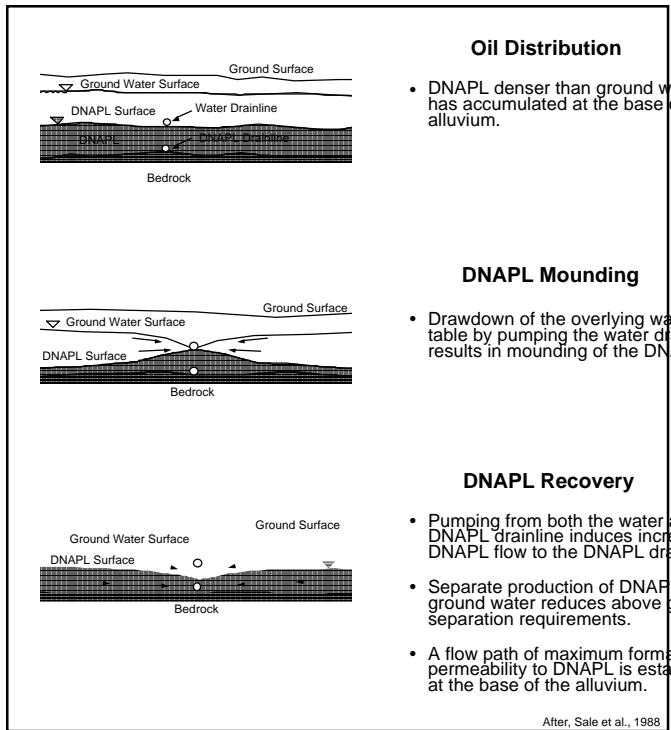 Oil Distribution
Ground Surface
Ground Water Surface
DNAPL Surface
Water Drainline
DNAPL
DNAPL Drainline
Bedrock
• DNAPL denser than ground w
has accumulated at the base
alluvium.
DNAPL Mounding
Ground Surface
Ground Water Surface
DNAPL Surface
Bedrock
• Drawdown of the overlying wa
table by pumping the water dr
results in mounding of the DN
DNAPL Recovery
Ground Surface
Ground Water Surface
DNAPL Surface
Bedrock
• Pumping from both the water a
DNAPL drainline induces incre
DNAPL flow to the DNAPL dra
• Separate production of DNAP
ground water reduces above g
separation requirements.
• A flow path of maximum forma
permeability to DNAPL is esta
at the base of the alluvium.
After, Sale et al., 1988